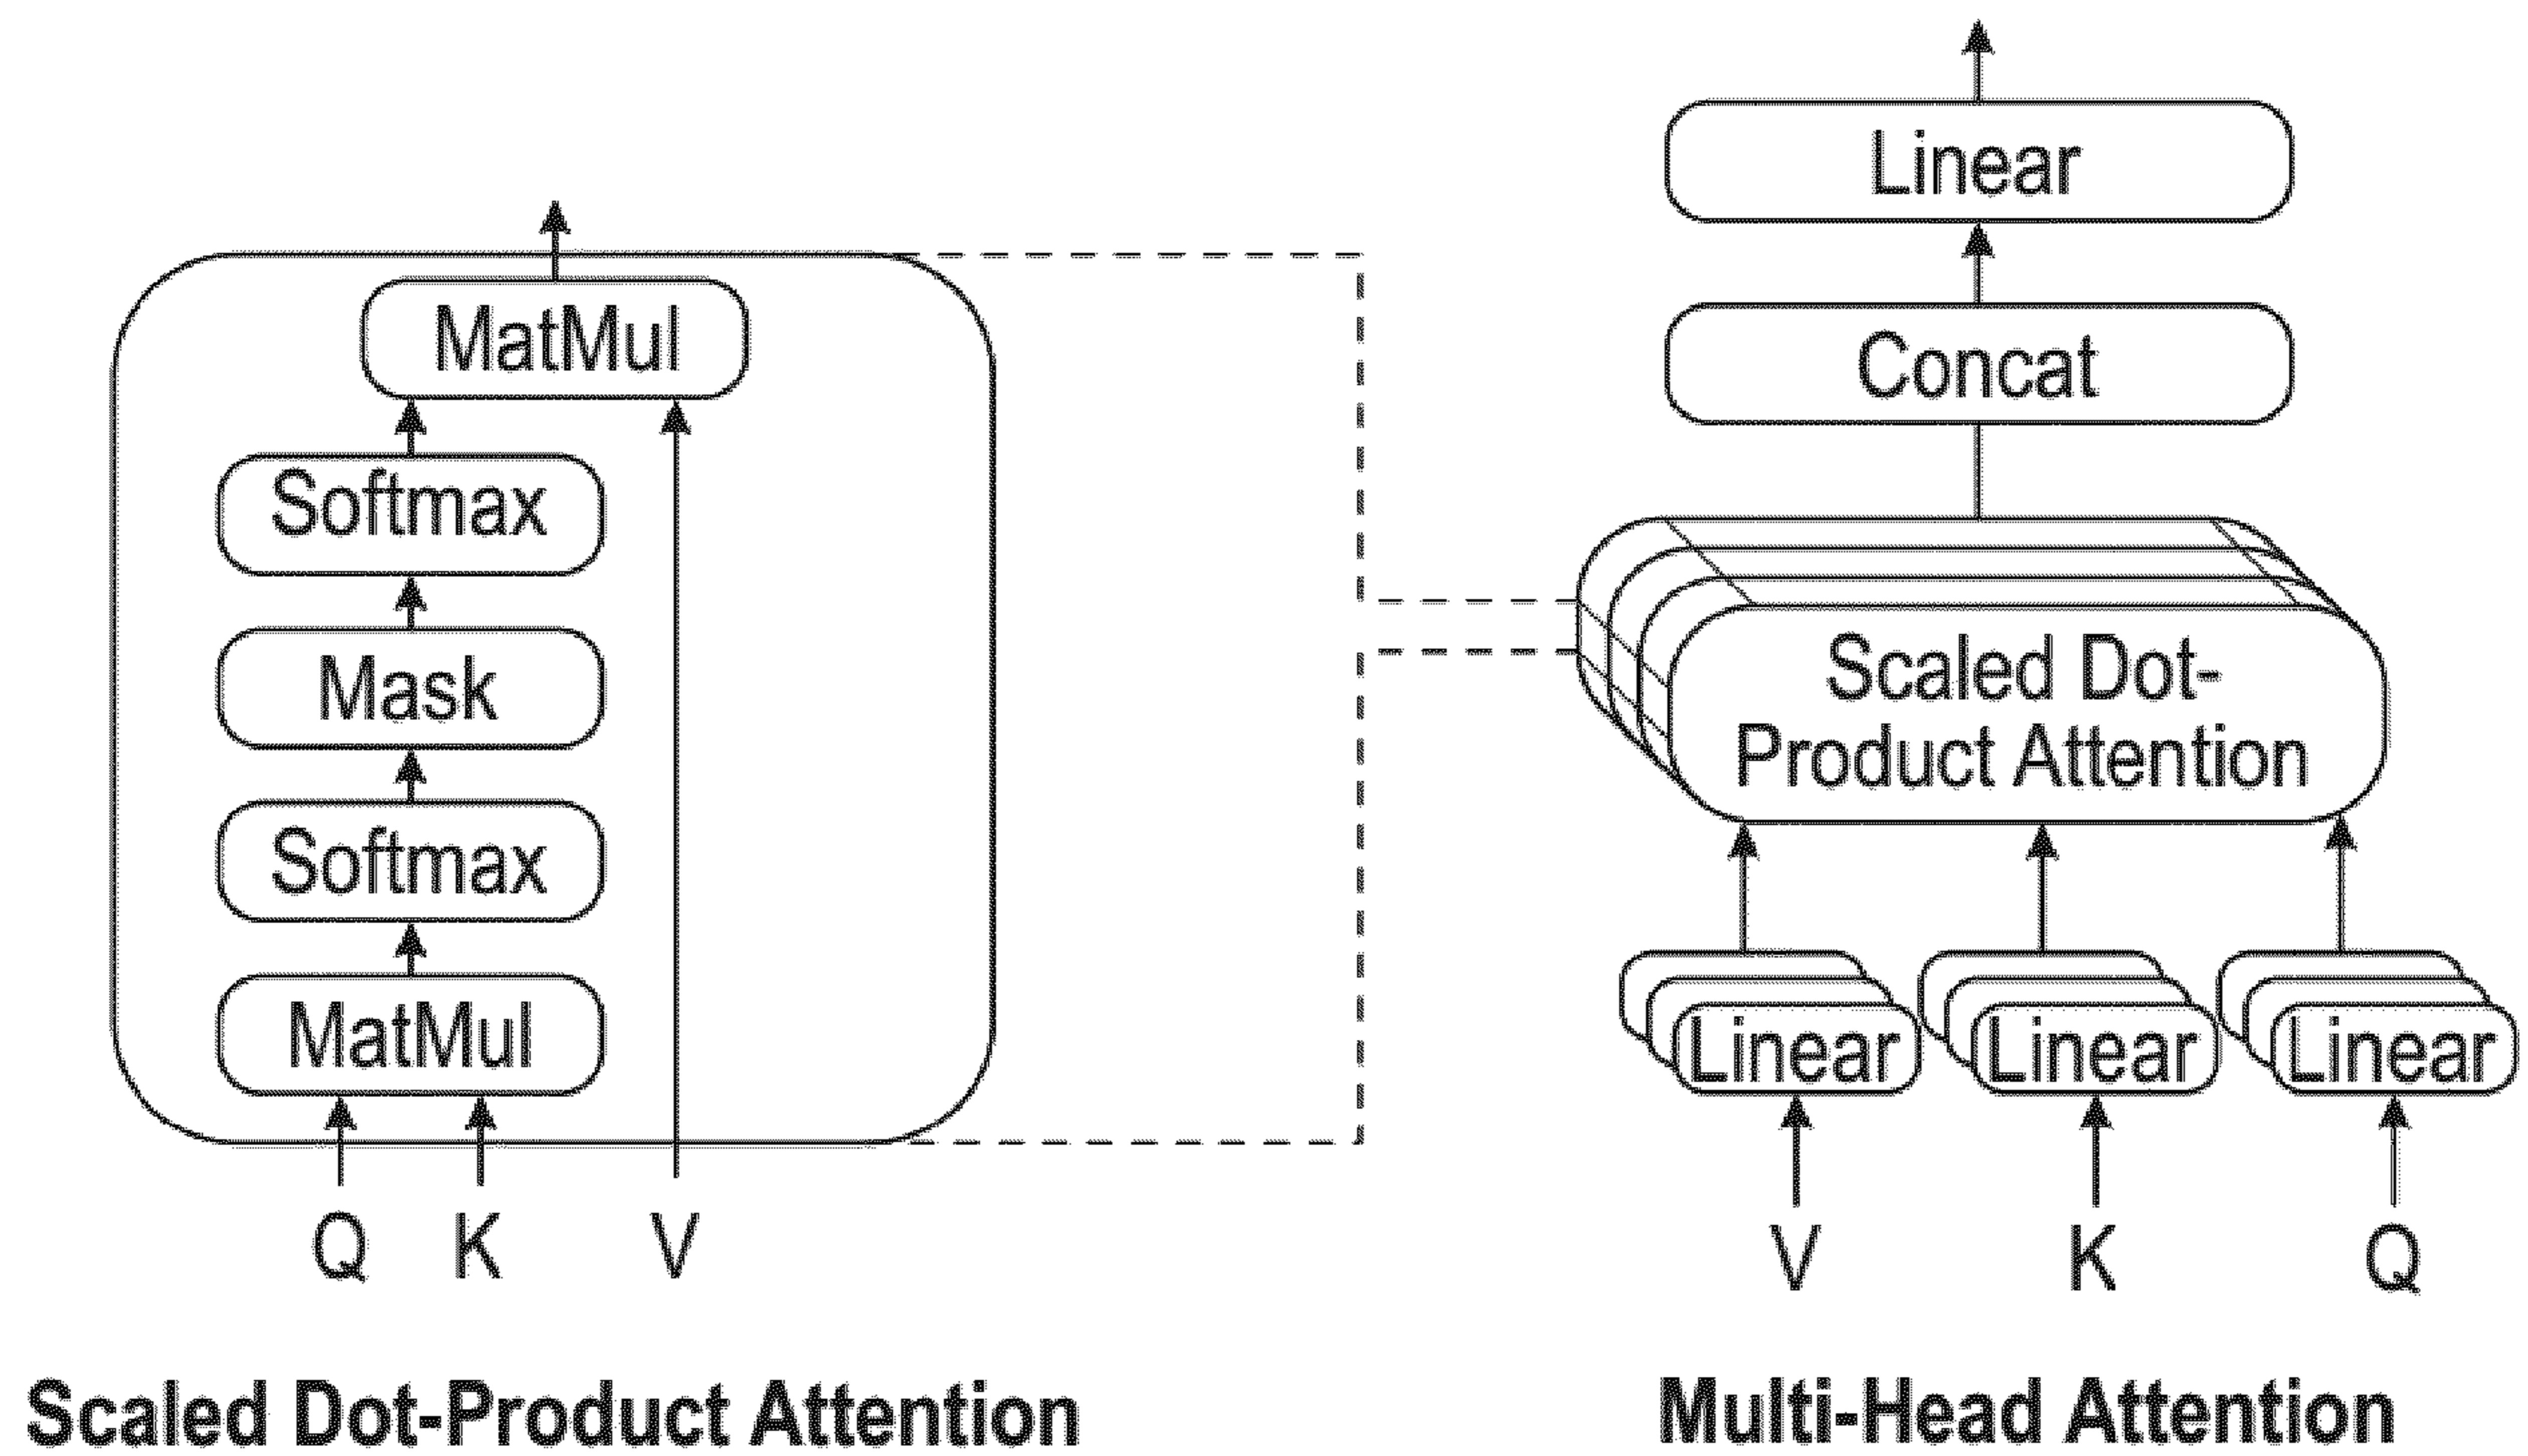 MatMul
Softmax
Mask
Softmax
MatMul
Q K V
Scaled Dot-Product Attention
Linear
Concat
Scaled Dot-
Product Attention
Linear Linear Linear
V K Q
Multi-Head Attention